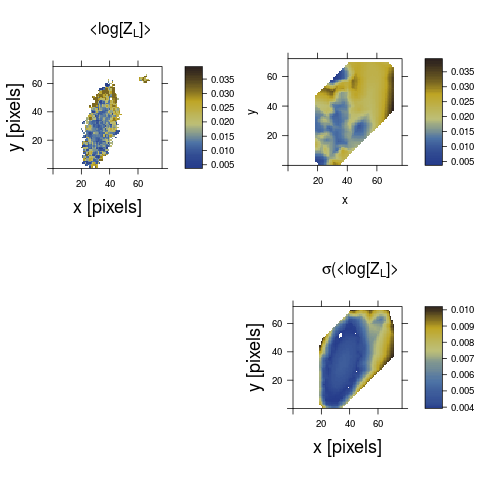 <log[Z_L]>
y [pixels]
60
40
20
20 40 60
x [pixels]
0.035
0.030
0.025
0.020
0.015
0.010
0.005
y
60
40
20
20 40 60
x
0.035
0.030
0.025
0.020
0.015
0.010
0.005
σ(<log[Z_L]>
y [pixels]
60
40
20
20 40 60
x [pixels]
0.010
0.009
0.008
0.007
0.006
0.005
0.004